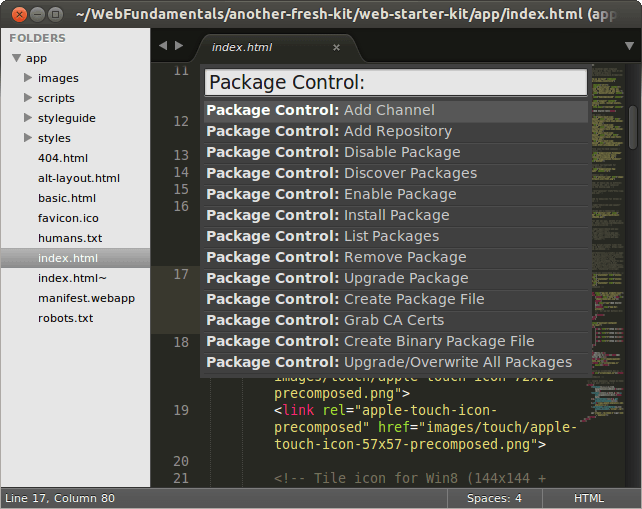 ~/WebFundamentals/another-fresh-kit/web-starter-kit/app/index.html (app
FOLDERS
app
images
scripts
styleguide
styles
404.html
alt-layout.html
basic.html
favicon.ico
humans.txt
index.html
index.html~
manifest.webapp
robots.txt
index.html
Package Control:
Package Control: Add Channel
Package Control: Add Repository
Package Control: Disable Package
Package Control: Discover Packages
Package Control: Enable Package
Package Control: Install Package
Package Control: List Packages
Package Control: Remove Package
Package Control: Upgrade Package
Package Control: Create Package File
Package Control: Grab CA Certs
Package Control: Create Binary Package File
Package Control: Upgrade/Overwrite All Packages
11
12
13
14
15
16
17
18
images/touch/apple-touch-icon-72x72-
precomposed.png">
19 <link rel="apple-touch-icon-
precomposed" href="images/touch/apple-
touch-icon-57x57-precomposed.png">
20
21 <!-- Tile icon for Win8 (144x144 +
Line 17, Column 80
Spaces: 4
HTML